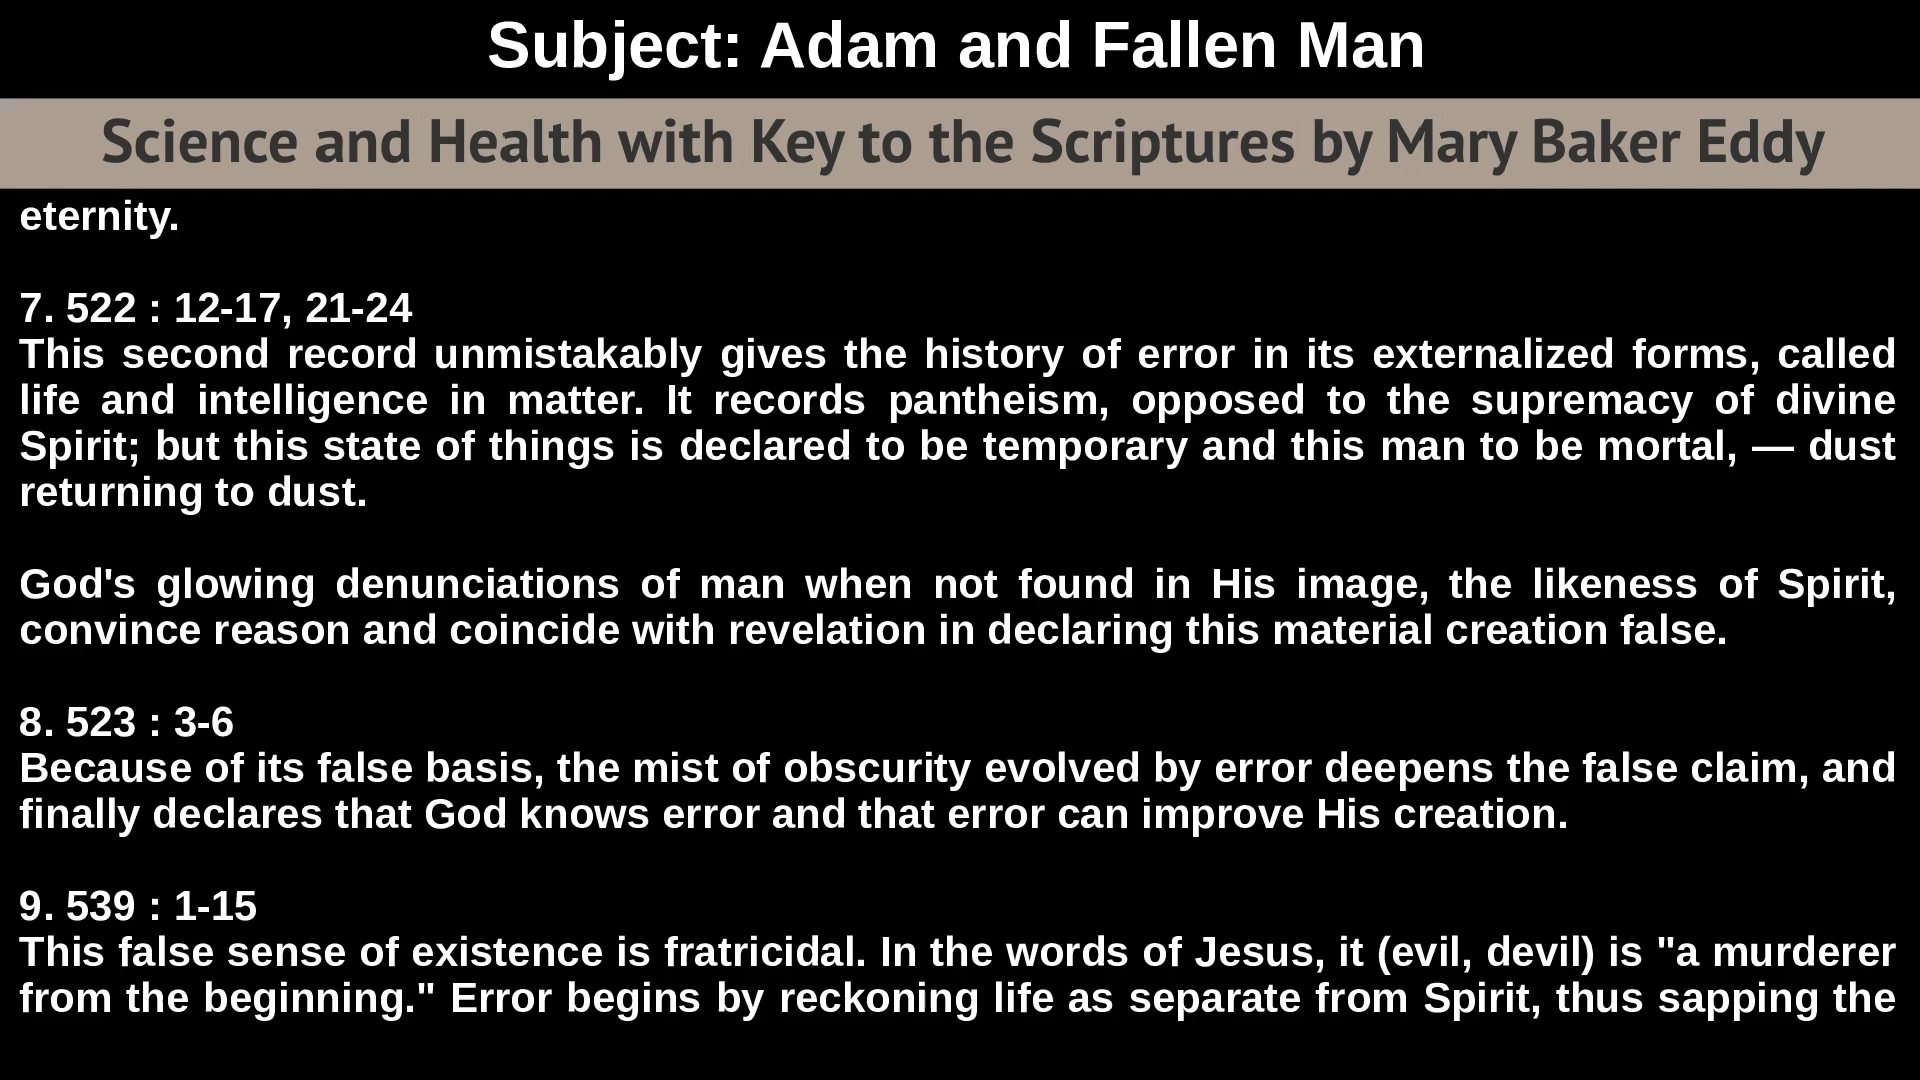 Subject: Adam and Fallen Man
Science and Health with Key to the Scriptures by Mary Baker Eddy
eternity.
7. 522 : 12-17, 21-24
This second record unmistakably gives the history of error in its externalized forms, called
life and intelligence in matter. It records pantheism, opposed to the supremacy of divine
Spirit; but this state of things is declared to be temporary and this man to be mortal, — dust
returning to dust.
God's glowing denunciations of man when not found in His image, the likeness of Spirit,
convince reason and coincide with revelation in declaring this material creation false.
8. 523 : 3-6
Because of its false basis, the mist of obscurity evolved by error deepens the false claim, and
finally declares that God knows error and that error can improve His creation.
9. 539 : 1-15
This false sense of existence is fratricidal. In the words of Jesus, it (evil, devil) is "a murderer
from the beginning." Error begins by reckoning life as separate from Spirit, thus sapping the